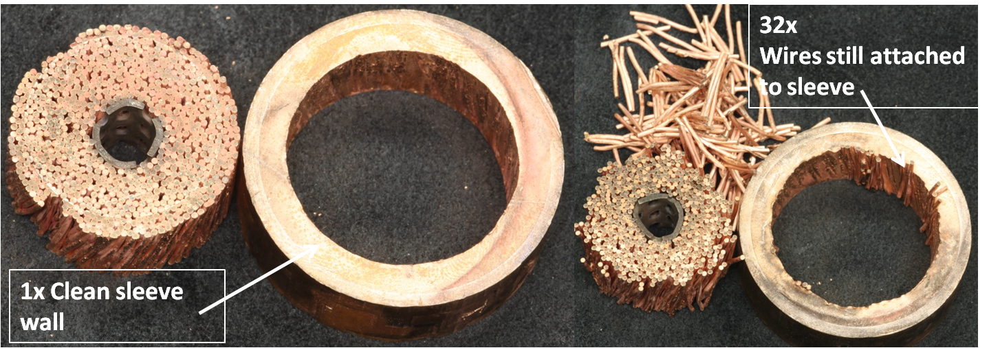 1x Clean sleeve
wall
32x
Wires still attached
to sleeve